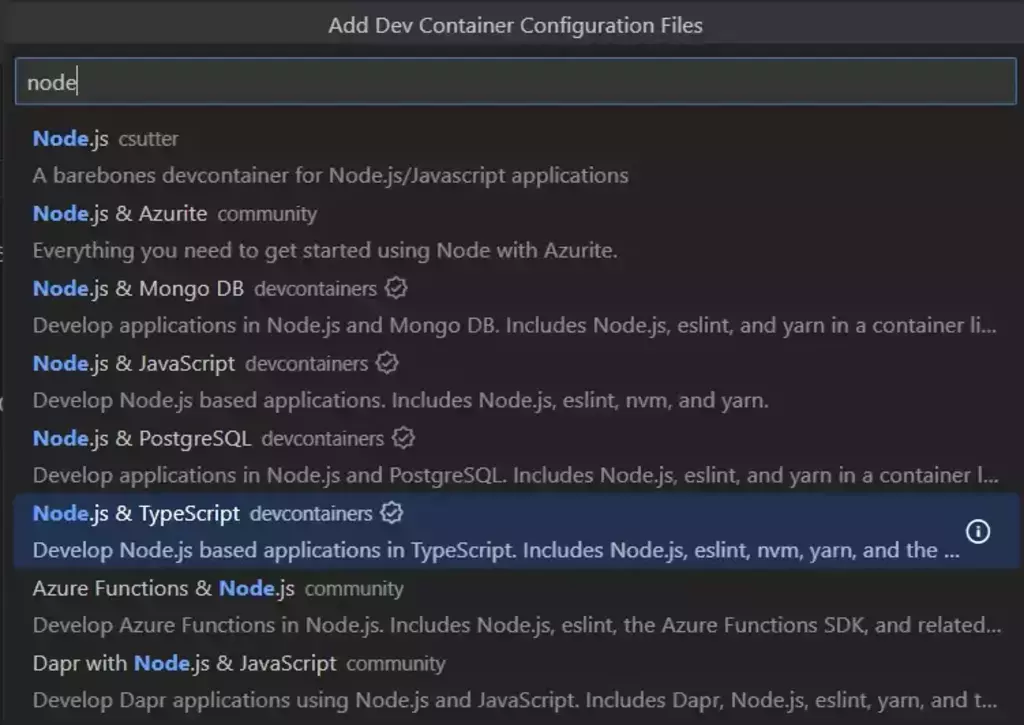 Add Dev Container Configuration Files
node
Node.js csutter
A barebones devcontainer for Node.js/Javascript applications
Node.js & Azurite community
Everything you need to get started using Node with Azurite.
Node.js & Mongo DB devcontainers
Develop applications in Node.js and Mongo DB. Includes Node.js, eslint, and yarn in a container li...
Node.js & JavaScript devcontainers
Develop Node.js based applications. Includes Node.js, eslint, nvm, and yarn.
Node.js & PostgreSQL devcontainers
Develop applications in Node.js and PostgreSQL. Includes Node.js, eslint, and yarn in a container l...
Node.js & TypeScript devcontainers
Develop Node.js based applications in TypeScript. Includes Node.js, eslint, nvm, yarn, and the ...
Azure Functions & Node.js community
Develop Azure Functions in Node.js. Includes Node.js, eslint, the Azure Functions SDK, and related...
Dapr with Node.js & JavaScript community
Develop Dapr applications using Node.js and JavaScript. Includes Dapr, Node.js, eslint, yarn, and t...